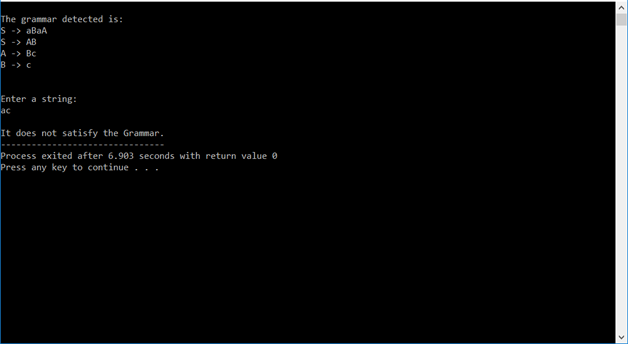 The grammar detected is:
S -> aBaA
S -> AB
A -> Bc
B -> c
Enter a string:
ac
It does not satisfy the Grammar.
--------------------------------
Process exited after 6.903 seconds with return value 0
Press any key to continue . . .